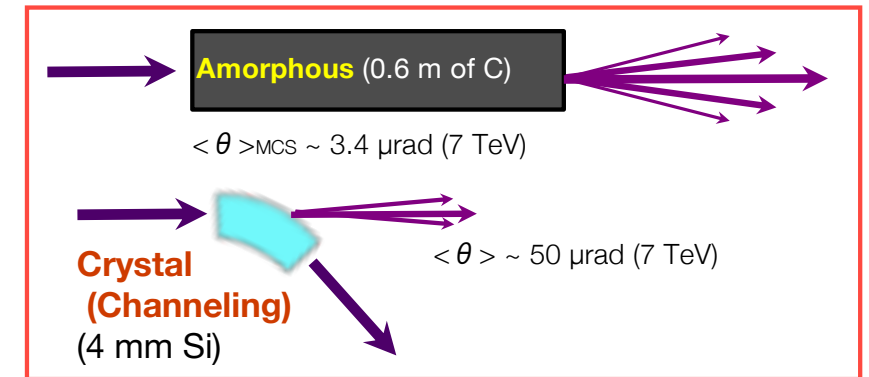 Amorphous (0.6 m of C)
< θ >MCS ~ 3.4 μrad (7 TeV)
< θ > ~ 50 μrad (7 TeV)
Crystal
(Channeling)
(4 mm Si)